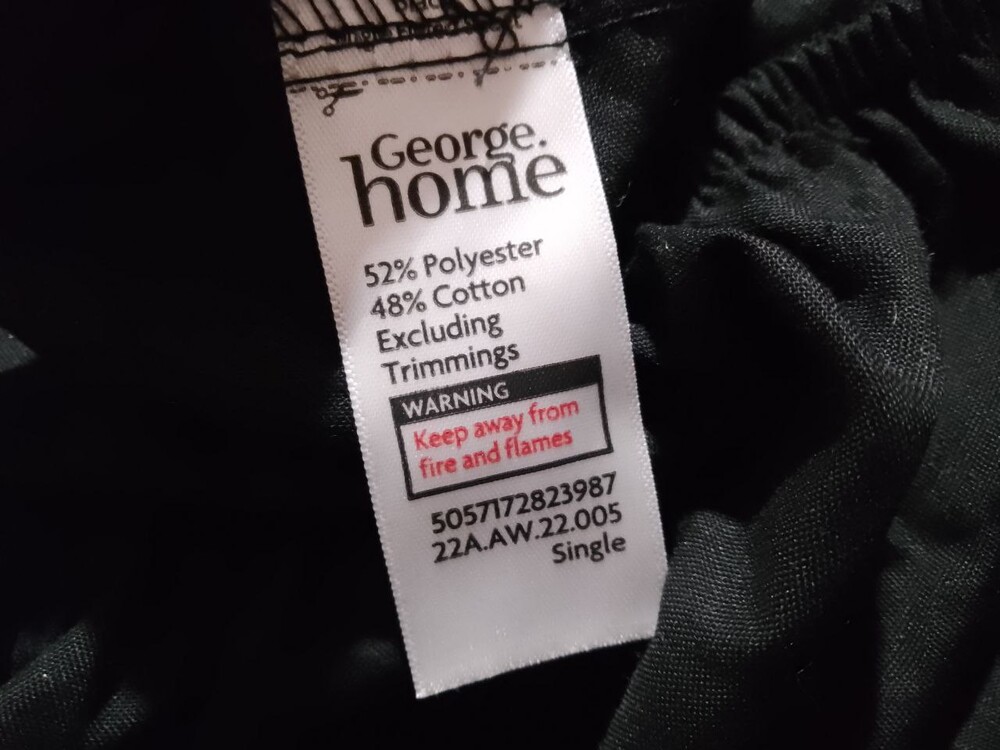 George.
home
52% Polyester
48% Cotton
Excluding
Trimmings
WARNING
Keep away from
fire and flames
5057172823987
22A.AW.22.005
Single